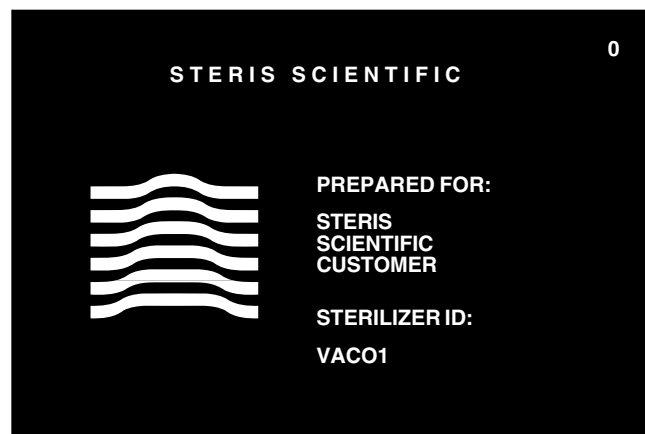 0
STERIS SCIENTIFIC
PREPARED FOR:
STERIS
SCIENTIFIC
CUSTOMER
STERILIZER ID:
VACO1